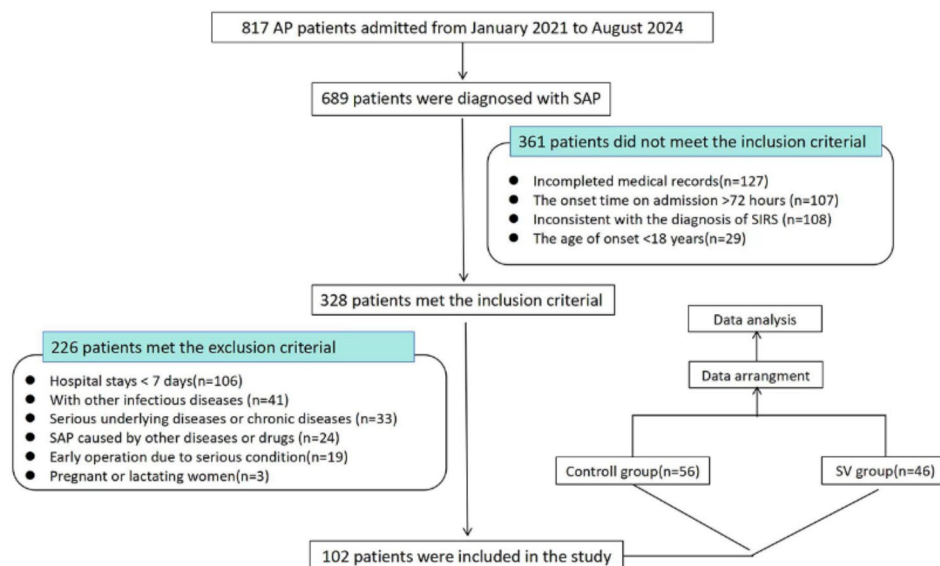 817 AP patients admitted from January 2021 to August 2024
689 patients were diagnosed with SAP
361 patients did not meet the inclusion criterial
● Incompleted medical records(n=127)
● The onset time on admission >72 hours (n=107)
● Inconsistent with the diagnosis of SIRS (n=108)
● The age of onset <18 years(n=29)
328 patients met the inclusion criterial
226 patients met the exclusion criterial
● Hospital stays < 7 days(n=106)
● With other infectious diseases (n=41)
● Serious underlying diseases or chronic diseases (n=33)
● SAP caused by other diseases or drugs (n=24)
● Early operation due to serious condition(n=19)
● Pregnant or lactating women(n=3)
Data analysis
Data arrangment
Controll group(n=56)
SV group(n=46)
102 patients were included in the study